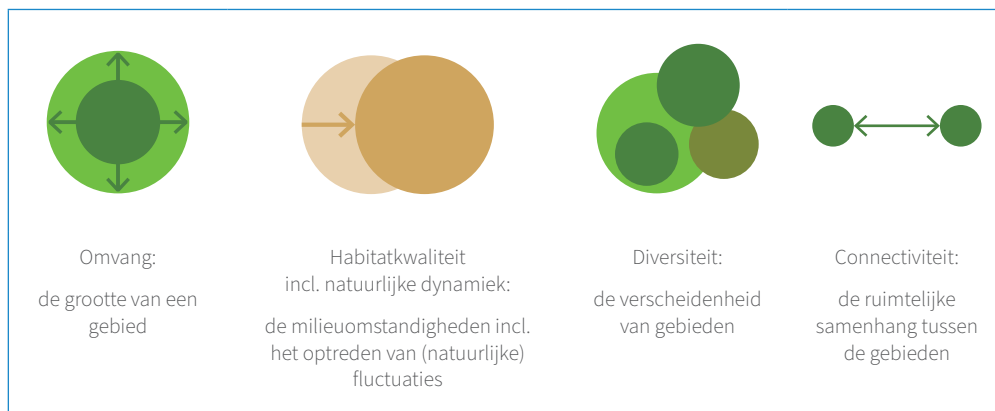 Omvang:
de grootte van een
gebied
Habitatkwaliteit
incl. natuurlijke dynamiek:
de milieuomstandigheden incl.
het optreden van (natuurlijke)
fluctuaties
Diversiteit:
de verscheidenheid
van gebieden
Connectiviteit:
de ruimtelijke
samenhang tussen
de gebieden